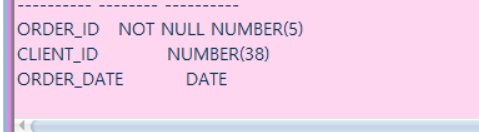 ---------- -------- ----------
ORDER_ID NOT NULL NUMBER(5)
CLIENT_ID NUMBER(38)
ORDER_DATE DATE